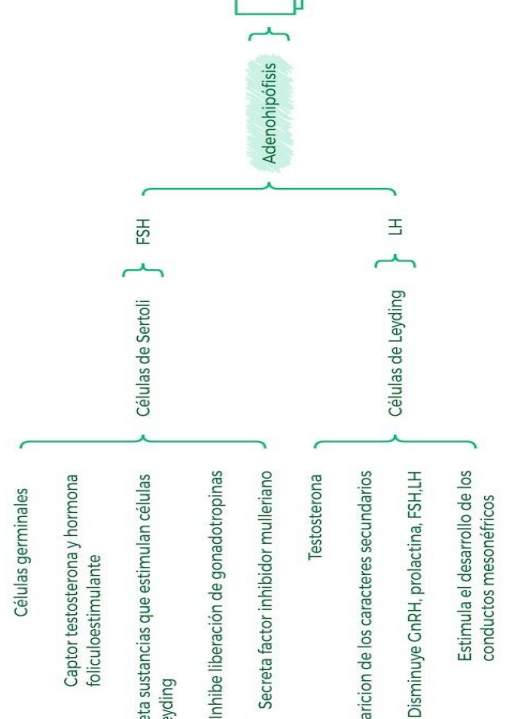 Adenohipófisis
FSH
Células de Sertoli
Células germinales
Captor testosterona y hormona
foliculoestimulante
sustancias que estimulan células
Inhibe liberación de gonadotropinas
Secreta factor inhibidor mulleriano
LH
Células de Leyding
Testosterona
de los caracteres secundarios
Disminuye GnRH, prolactina, FSH,LH
Estimula el desarrollo de los
conductos mesonéfricos